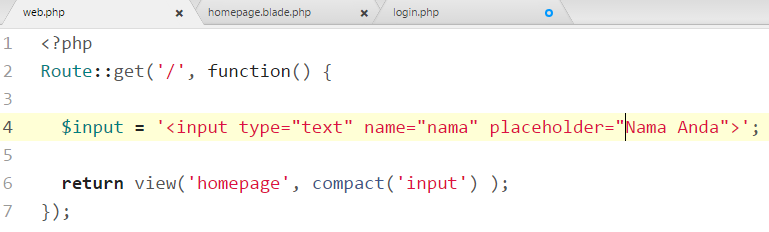 web.php × homepage.blade.php × login.php
1 <?php
2 Route::get('/', function() {
3
4 $input = '<input type="text" name="nama" placeholder="Nama Anda">';
5
6 return view('homepage', compact('input') );
7 });